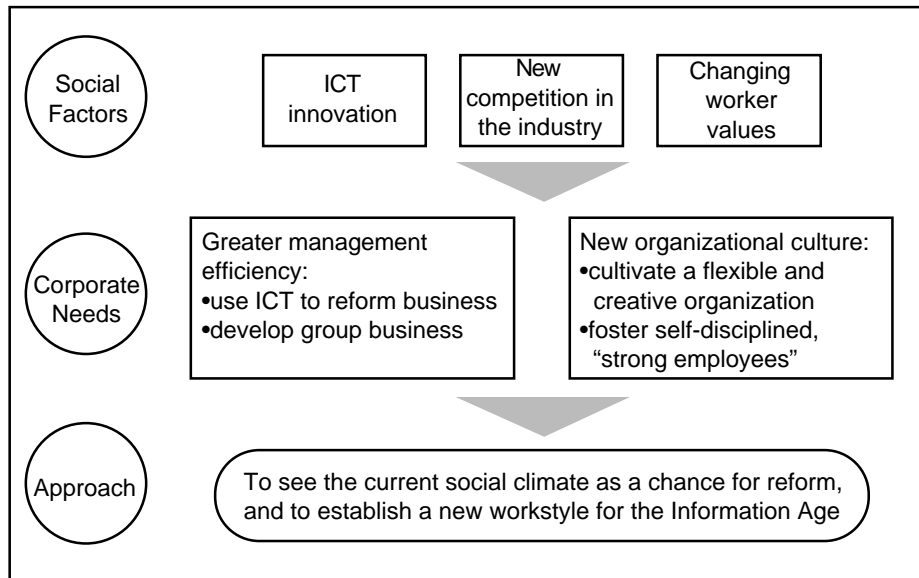 Social
Factors
ICT
innovation
New
competition in
the industry
Changing
worker
values
Corporate
Needs
Greater management
efficiency:
•use ICT to reform business
•develop group business
New organizational culture:
•cultivate a flexible and
creative organization
•foster self-disciplined,
“strong employees”
Approach
To see the current social climate as a chance for reform,
and to establish a new workstyle for the Information Age